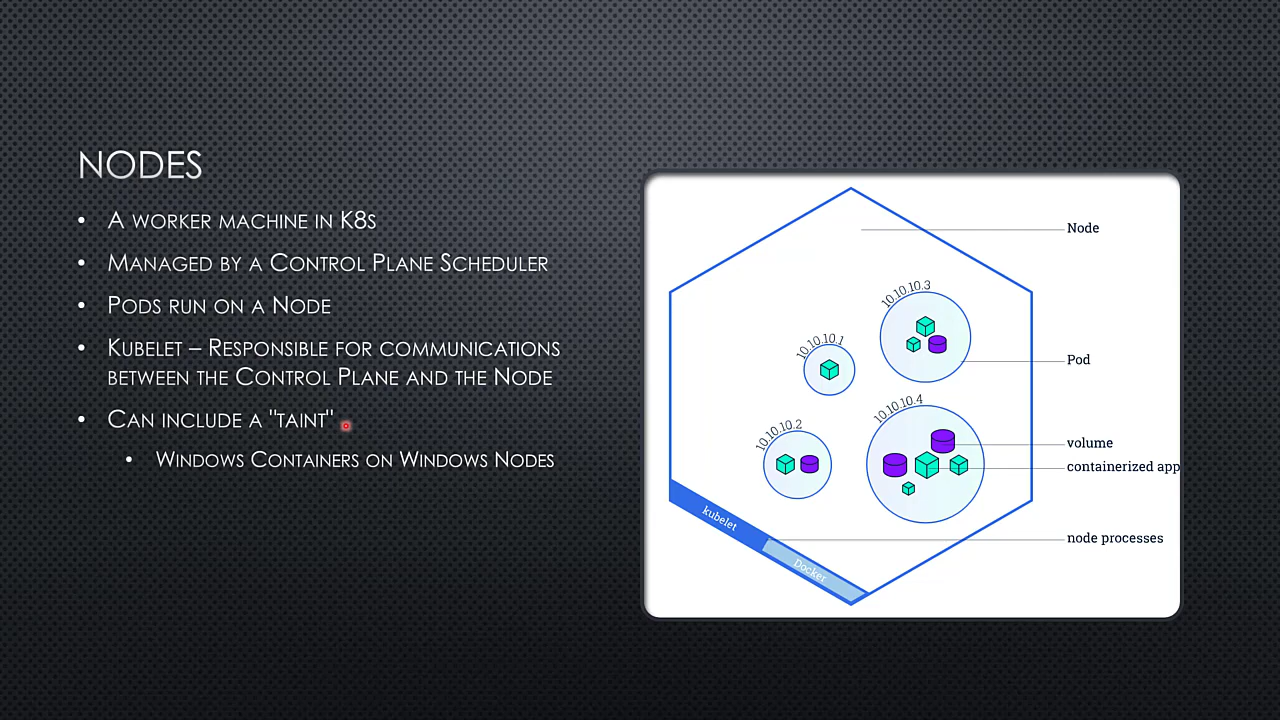 NODES
• A WORKER MACHINE IN K8S
• MANAGED BY A CONTROL PLANE SCHEDULER
• PODS RUN ON A NODE
• KUBELET – RESPONSIBLE FOR COMMUNICATIONS
BETWEEN THE CONTROL PLANE AND THE NODE
• CAN INCLUDE A "TAINT"
• WINDOWS CONTAINERS ON WINDOWS NODES
Node
10.10.10.3
10.10.10.1
Pod
10.10.10.4
10.10.10.2
volume
containerized app
kubelet
node processes
Docker